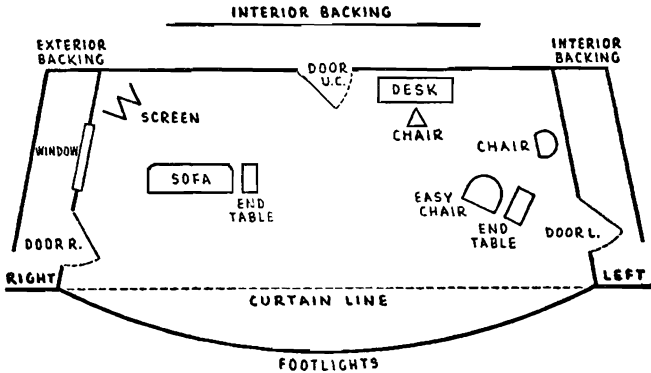 INTERIOR BACKING
EXTERIOR
BACKING
INTERIOR
BACKING
DOOR
U.C.
DESK
SCREEN
CHAIR
CHAIR
WINDOW
SOFA
END
TABLE
EASY
CHAIR
END
TABLE
DOOR R.
DOOR L.
RIGHT
LEFT
CURTAIN LINE
FOOTLIGHTS